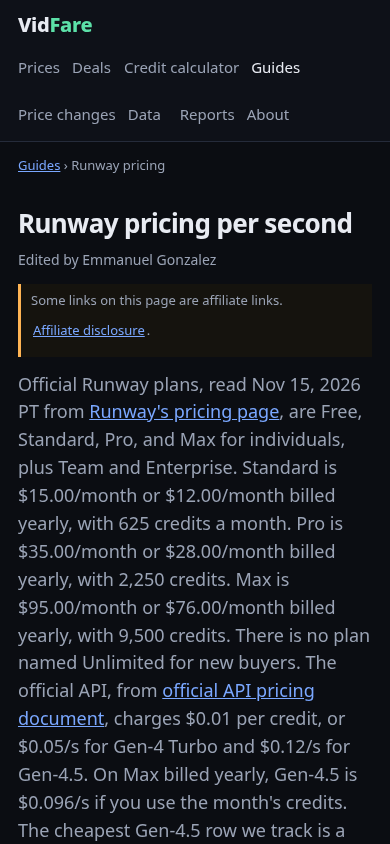 VidFare
Prices Deals Credit calculator Guides
Price changes Data Reports About
Guides › Runway pricing
Runway pricing per second
Edited by Emmanuel Gonzalez
Some links on this page are affiliate links.
Affiliate disclosure.
Official Runway plans, read Nov 15, 2026
PT from Runway's pricing page, are Free,
Standard, Pro, and Max for individuals,
plus Team and Enterprise. Standard is
$15.00/month or $12.00/month billed
yearly, with 625 credits a month. Pro is
$35.00/month or $28.00/month billed
yearly, with 2,250 credits. Max is
$95.00/month or $76.00/month billed
yearly, with 9,500 credits. There is no plan
named Unlimited for new buyers. The
official API, from official API pricing
document, charges $0.01 per credit, or
$0.05/s for Gen-4 Turbo and $0.12/s for
Gen-4.5. On Max billed yearly, Gen-4.5 is
$0.096/s if you use the month's credits.
The cheapest Gen-4.5 row we track is a